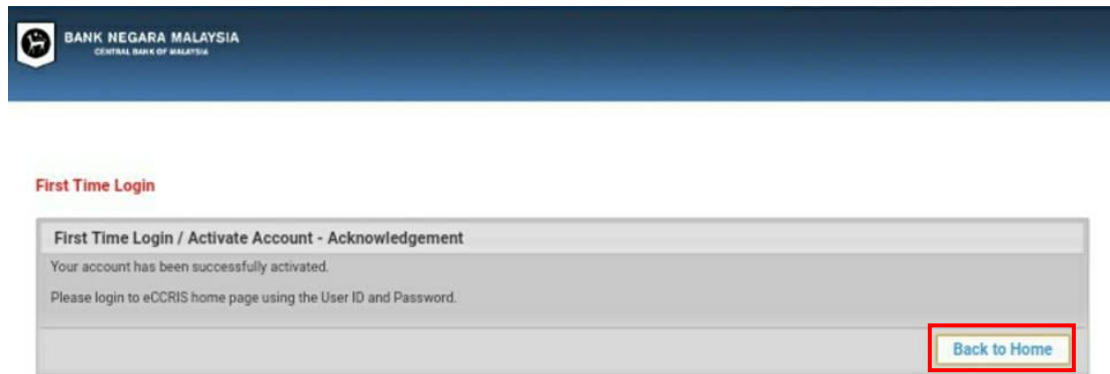 BANK NEGARA MALAYSIA
CENTRAL BANK OF MALAYSIA
First Time Login
First Time Login / Activate Account - Acknowledgement
Your account has been successfully activated.
Please login to eCCRIS home page using the User ID and Password.
Back to Home